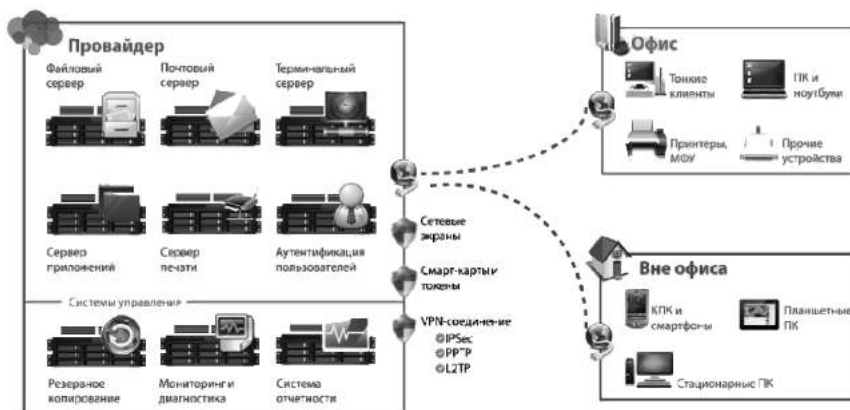 Провайдер
Файловый
сервер
Почтовый
сервер
Терминальный
сервер
Сервер
приложений
Сервер
печати
Аутентификация
пользователей
Системы управления
Резервное
копирование
Мониторинг и
диагностика
Система
отчетности
Сетевые
экраны
Смарт-карты и
токены
VPN-соединение
IPSec
PPTP
L2TP
Офис
Тонкие
клиенты
ПК и
ноутбуки
Принтеры,
МФУ
Прочие
устройства
Вне офиса
КПК и
смартфоны
Планшетные
ПК
Стационарные ПК